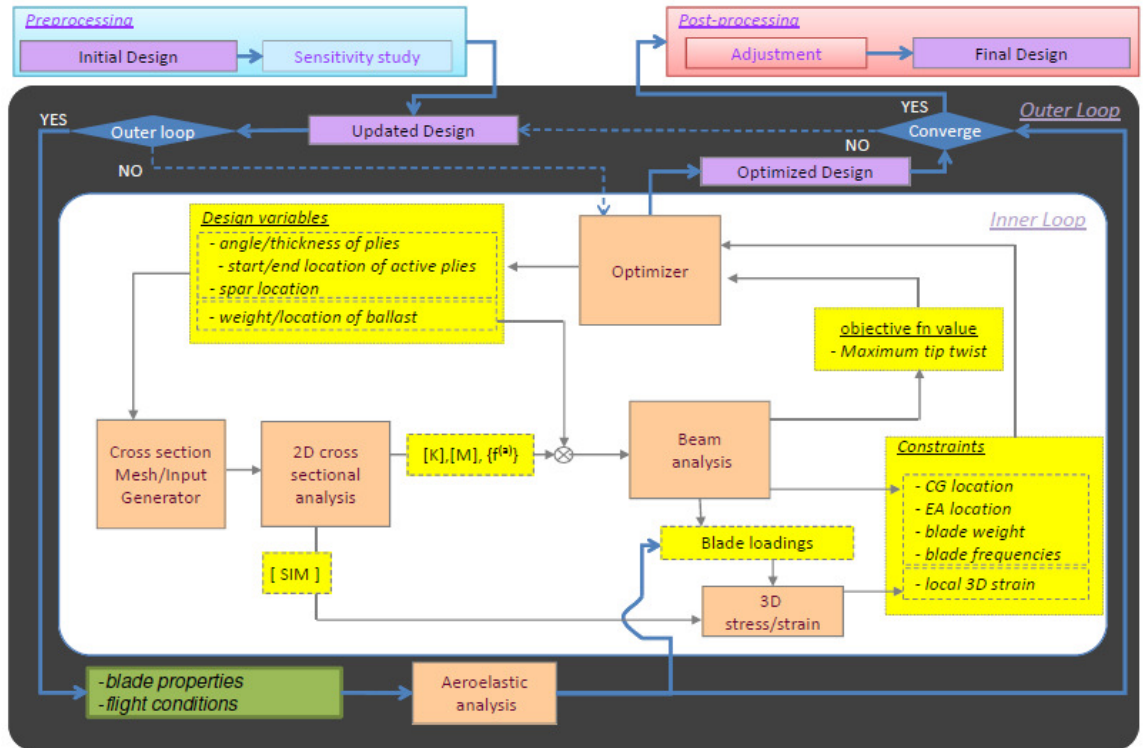 Preprocessing
Initial Design
Sensitivity study
Post-processing
Adjustment
Final Design
YES
Outer loop
Updated Design
YES
Converge
Outer Loop
NO
NO
Optimized Design
Inner Loop
Design variables
- angle/thickness of plies
- start/end location of active plies
- spar location
- weight/location of ballast
Optimizer
objective fn value
- Maximum tip twist
Cross section
Mesh/Input
Generator
2D cross
sectional
analysis
[K],[M], {f(a)}
Beam
analysis
Constraints
- CG location
- EA location
- blade weight
- blade frequencies
- local 3D strain
Blade loadings
[ SIM ]
3D
stress/strain
-blade properties
-flight conditions
Aeroelastic
analysis